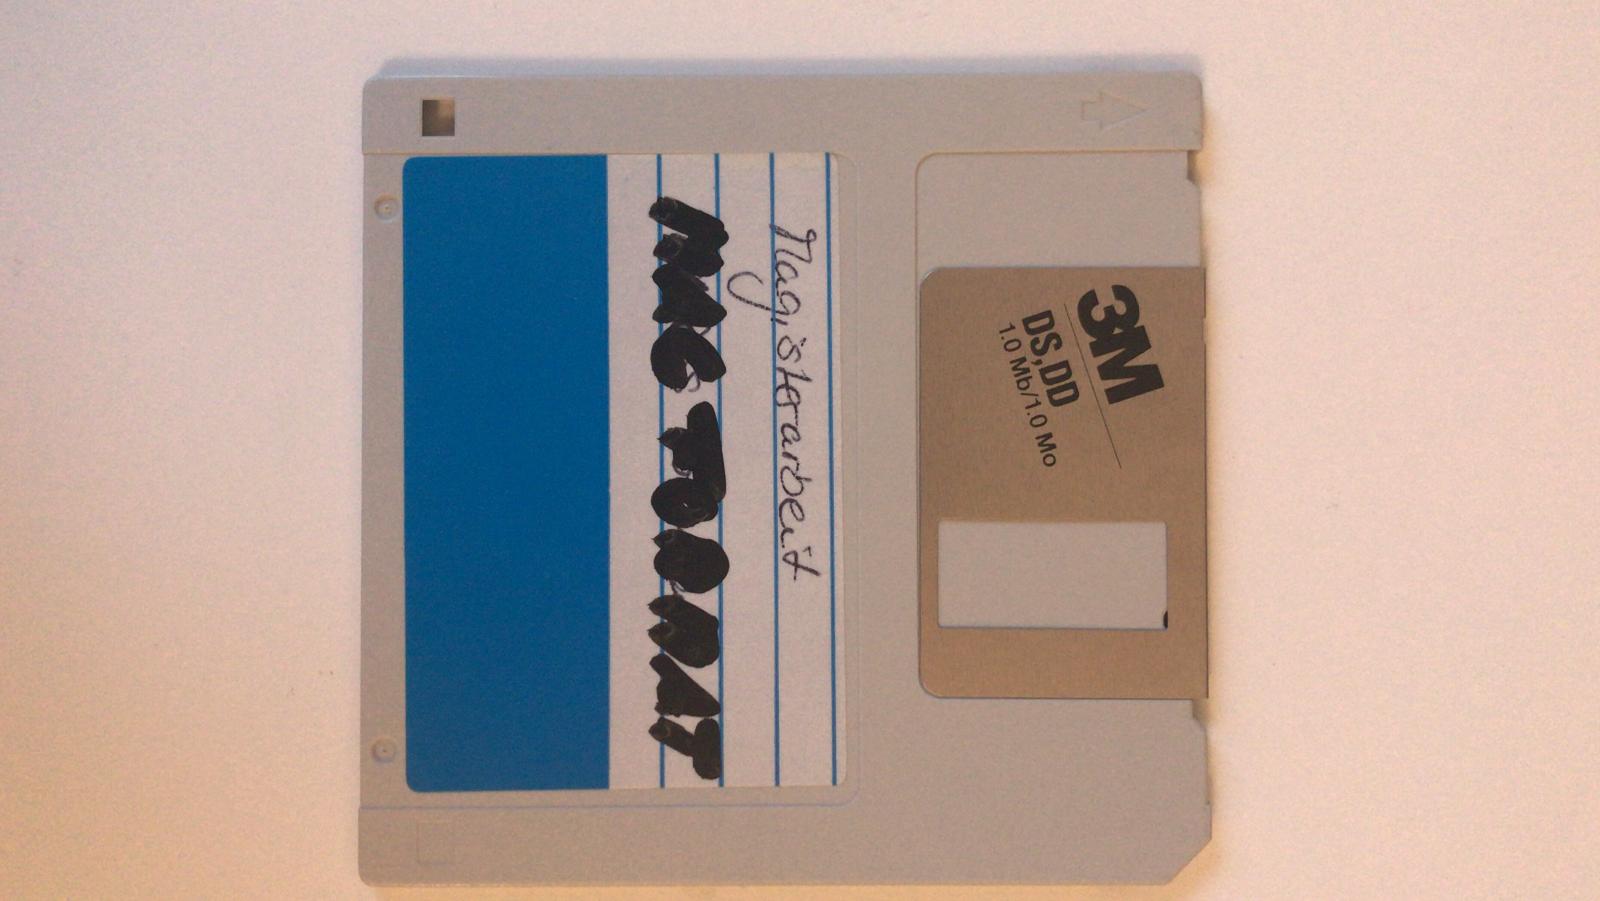 3M
DS,DD
1.0 Mb/1.0 Mo
Magisterarbeit
MAC FORMAT